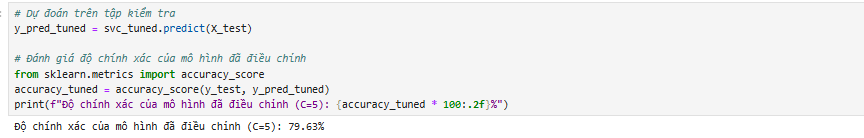 # Dự đoán trên tập kiểm tra
y_pred_tuned = svc_tuned.predict(X_test)
# Đánh giá độ chính xác của mô hình đã điều chỉnh
from sklearn.metrics import accuracy_score
accuracy_tuned = accuracy_score(y_test, y_pred_tuned)
print(f"Độ chính xác của mô hình đã điều chỉnh (C=5): {accuracy_tuned * 100:.2f}%")
Độ chính xác của mô hình đã điều chỉnh (C=5): 79.63%